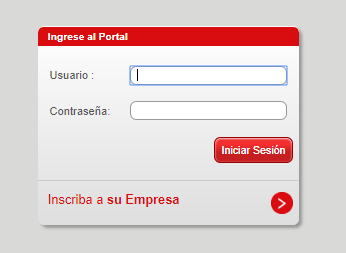 Ingrese al Portal
Usuario :
Contraseña:
Iniciar Sesión
Inscriba a su Empresa